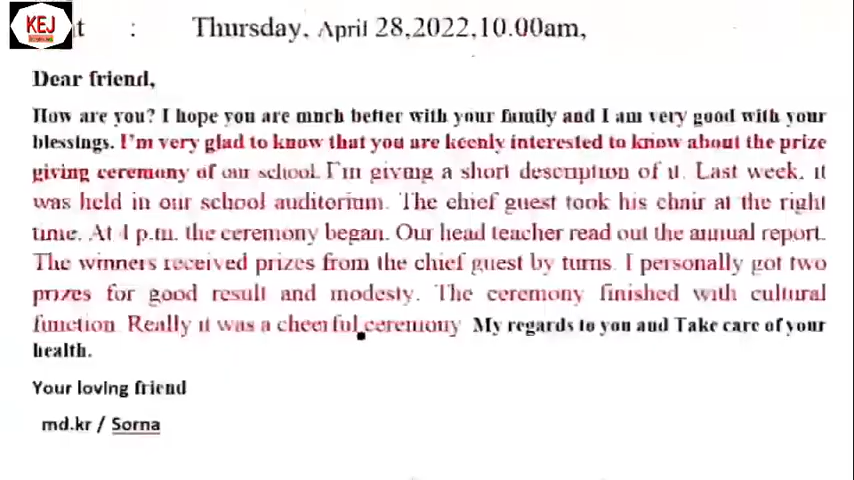 KEJ
t : Thursday, April 28,2022,10.00am,
Dear friend,
How are you? I hope you are much better with your family and I am very good with your
blessings. I'm very glad to know that you are keenly interested to know about the prize
giving ceremony of our school. I'm giving a short description of it. Last week, it
was held in our school auditorium. The chief guest took his chair at the right
time. At 4 p.m. the ceremony began. Our head teacher read out the annual report.
The winners received prizes from the chief guest by turns. I personally got two
prizes for good result and modesty. The ceremony finished with cultural
function. Really it was a cheerful ceremony My regards to you and Take care of your
health.
Your loving friend
md.kr / Sorna